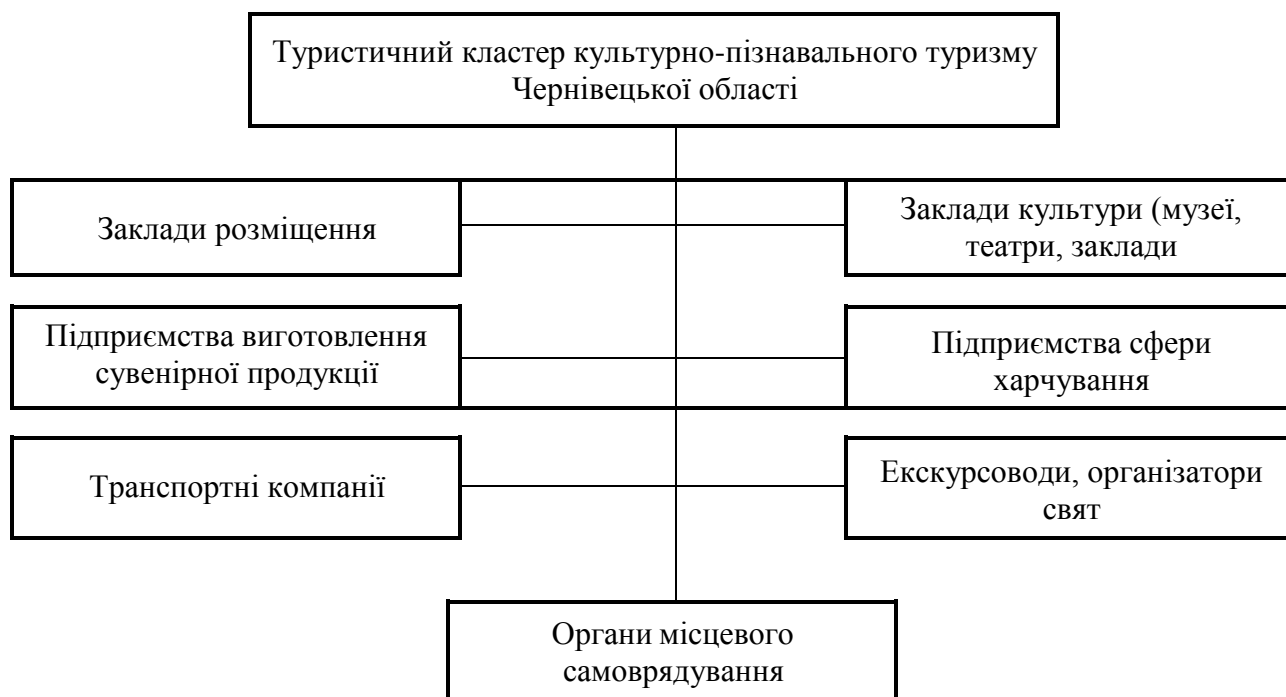 Туристичний кластер культурно-пізнавального туризму
Чернівецької області
Заклади розміщення
Заклади культури (музеї,
театри, заклади
Підприємства виготовлення
сувенірної продукції
Підприємства сфери
харчування
Транспортні компанії
Екскурсоводи, організатори
свят
Органи місцевого
самоврядування